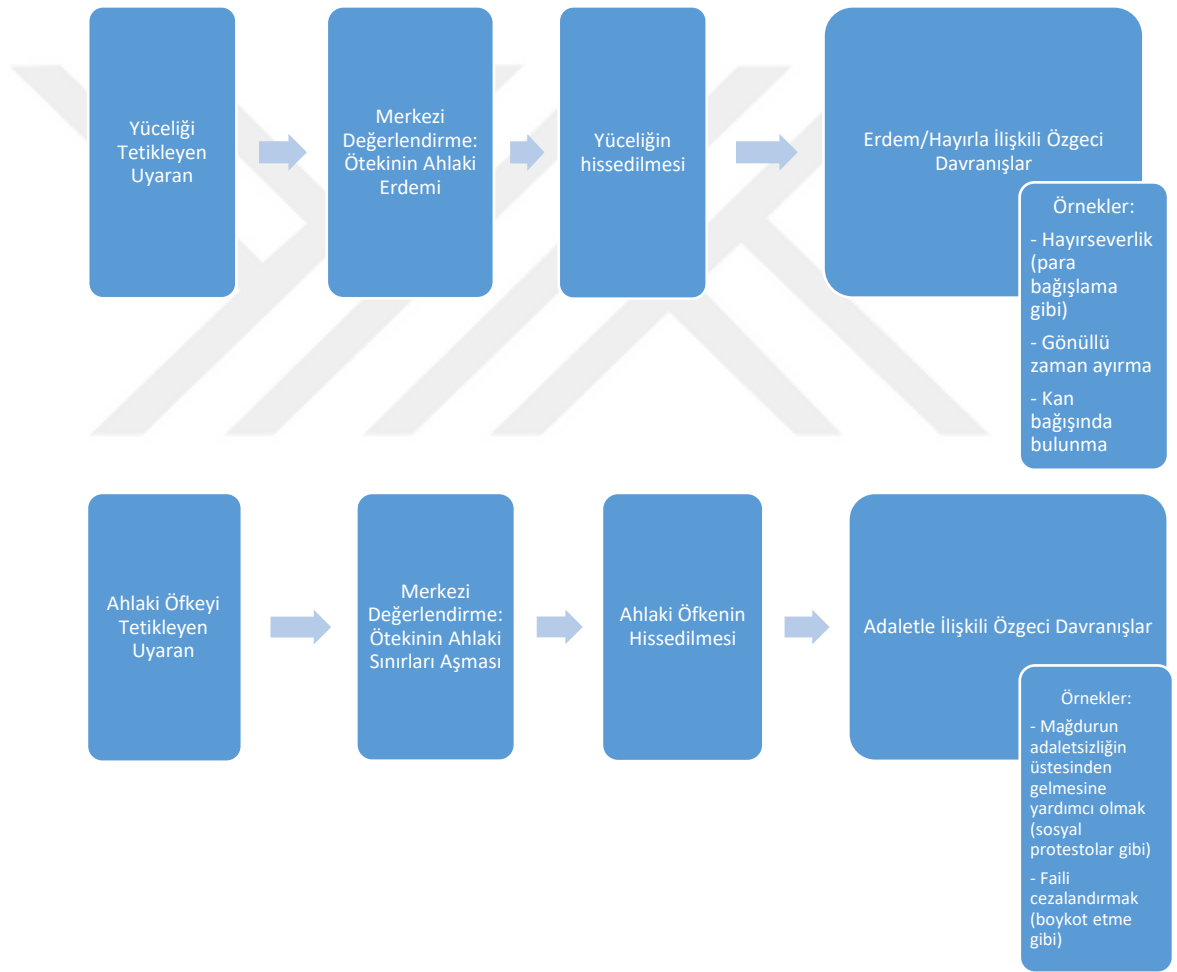 Yüceliği
Tetikleyen
Uyaran
Merkezi
Değerlendirme:
Ötekinin Ahlaki
Erdemi
Yüceliğin
hissedilmesi
Erdem/Hayırla İlişkili Özgeci
Davranışlar
Örnekler:
- Hayırseverlik
(para
bağışlama
gibi)
- Gönüllü
zaman ayırma
- Kan
bağışında
bulunma
Ahlaki Öfkeyi
Tetikleyen
Uyaran
Merkezi
Değerlendirme:
Ötekinin Ahlaki
Sınırları Aşması
Ahlaki Öfkenin
Hissedilmesi
Adaletle İlişkili Özgeci Davranışlar
Örnekler:
- Mağdurun
adaletsizliğin
üstesinden
gelmesine
yardımcı olmak
(sosyal
protestolar gibi)
- Faili
cezalandırmak
(boykot etme
gibi)